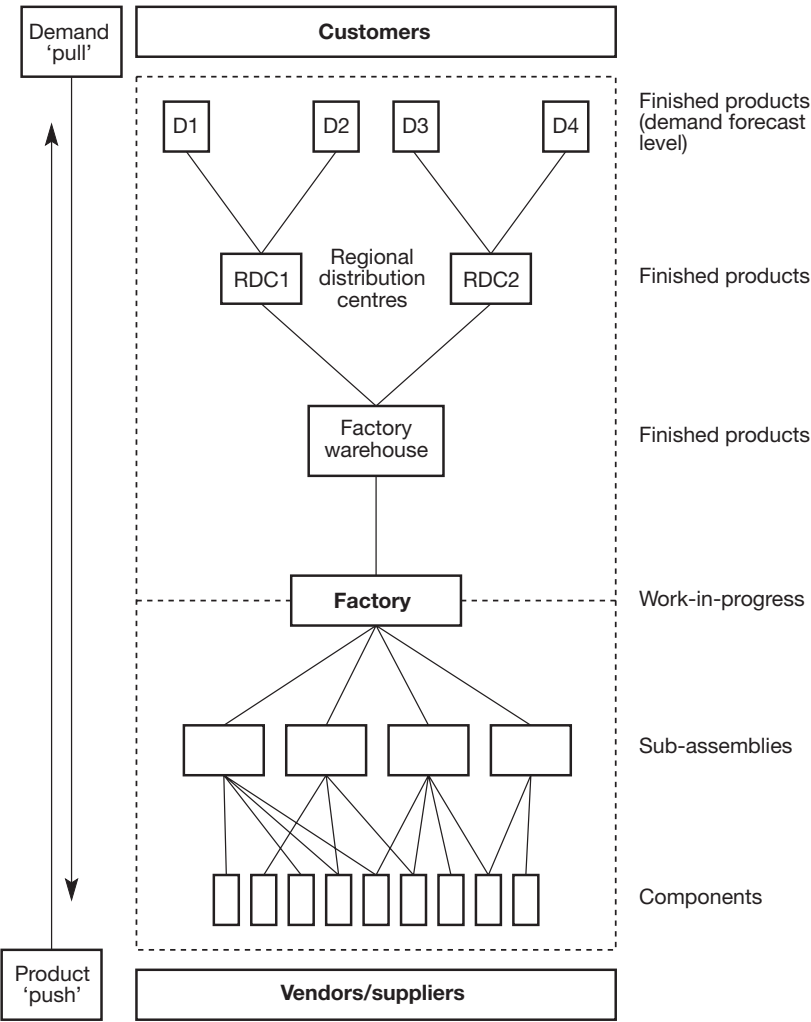 Demand
‘pull’
Customers
D1
D2
D3
D4
Finished products
(demand forecast
level)
RDC1
Regional
distribution
centres
RDC2
Finished products
Factory
warehouse
Finished products
Factory
Work-in-progress
Sub-assemblies
Components
Product
‘push’
Vendors/suppliers